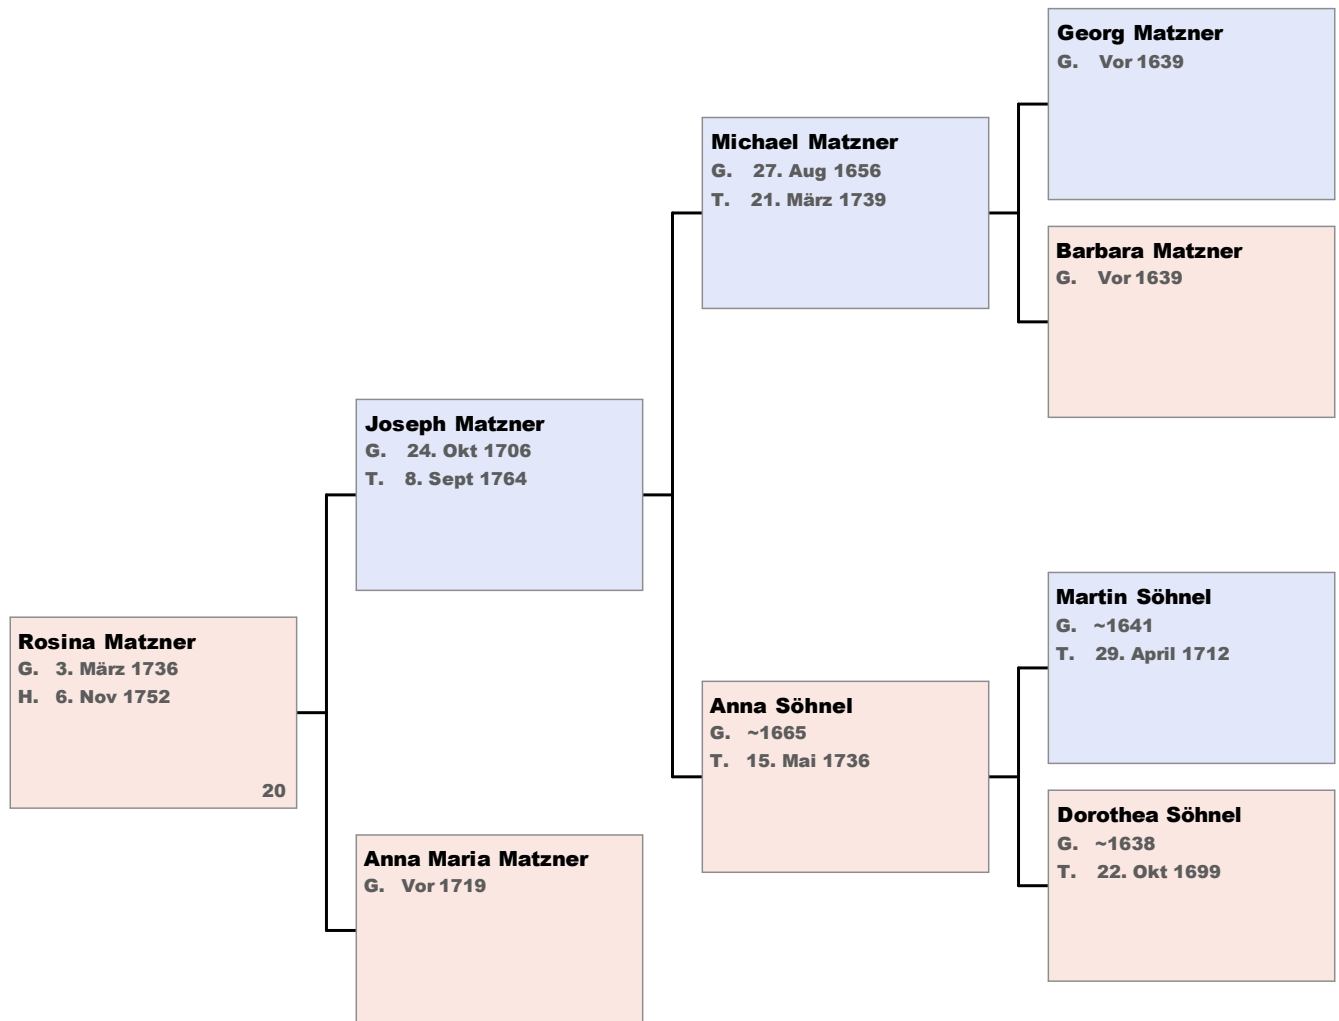 Georg Matzner
G. Vor 1639
Michael Matzner
G. 27. Aug 1656
T. 21. März 1739
Barbara Matzner
G. Vor 1639
Joseph Matzner
G. 24. Okt 1706
T. 8. Sept 1764
Martin Söhnel
G. ~1641
T. 29. April 1712
Rosina Matzner
G. 3. März 1736
H. 6. Nov 1752
20
Anna Söhnel
G. ~1665
T. 15. Mai 1736
Dorothea Söhnel
G. ~1638
T. 22. Okt 1699
Anna Maria Matzner
G. Vor 1719